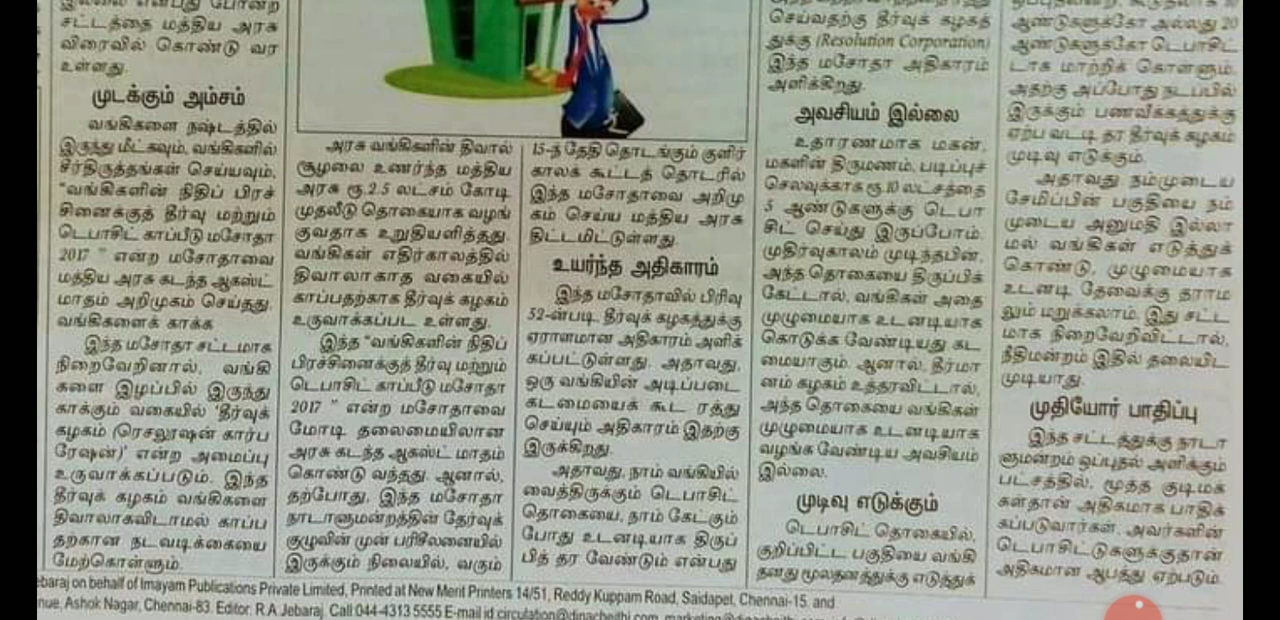 சட்டத்தை மத்திய அரசு
விரைவில் கொண்டு வர
உள்ளது.
முடக்கும் அம்சம்
வங்கிகளை நஷ்டத்தில்
இருந்து மீட்கவும், வங்கிகளில்
சீர்திருத்தங்கள் செய்யவும்,
"வங்கிகளின் நிதிப் பிரச்
சினைக்குத் தீர்வு மற்றும்
டெபாசிட் காப்பீடு மசோதா
2017 " என்ற மசோதாவை
மத்திய அரசு கடந்த ஆகஸ்ட்
மாதம் அறிமுகம் செய்தது.
வங்கிகளைக் காக்க
இந்த மசோதா சட்டமாக
நிறைவேறினால், வங்கி
களை இழப்பில் இருந்து
காக்கும் வகையில் 'தீர்வுக்
கழகம் (ரெசலூஷன் கார்ப
ரேஷன்)' என்ற அமைப்பு
உருவாக்கப்படும். இந்த
தீர்வுக் கழகம் வங்கிகளை
திவாலாகவிடாமல் காப்ப
தற்கான நடவடிக்கையை
மேற்கொள்ளும்.
அரசு வங்கிகளின் திவால்
சூழலை உணர்ந்த மத்திய
அரசு ரூ.2.5 லட்சம் கோடி
முதலீடு தொகையாக வழங்
குவதாக உறுதியளித்தது.
வங்கிகள் எதிர்காலத்தில்
திவாலாகாத வகையில்
காப்பதற்காக தீர்வுக் கழகம்
உருவாக்கப்பட உள்ளது.
இந்த "வங்கிகளின் நிதிப்
பிரச்சினைக்குத் தீர்வு மற்றும்
டெபாசிட் காப்பீடு மசோதா
2017 " என்ற மசோதாவை
மோடி தலைமையிலான
அரசு கடந்த ஆகஸ்ட் மாதம்
கொண்டு வந்தது. ஆனால்,
தற்போது, இந்த மசோதா
நாடாளுமன்றத்தின் தேர்வுக்
குழுவின் முன் பரிசீலனையில்
இருக்கும் நிலையில், வரும்
15-ந் தேதி தொடங்கும் குளிர்
காலக் கூட்டத் தொடரில்
இந்த மசோதாவை அறிமு
கம் செய்ய மத்திய அரசு
திட்டமிட்டுள்ளது.
உயர்ந்த அதிகாரம்
இந்த மசோதாவில் பிரிவு
52-ன்படி, தீர்வுக் கழகத்துக்கு
ஏராளமான அதிகாரம் அளிக்
கப்பட்டுள்ளது. அதாவது,
ஒரு வங்கியின் அடிப்படை
கடமையைக் கூட ரத்து
செய்யும் அதிகாரம் இதற்கு
இருக்கிறது.
அதாவது, நாம் வங்கியில்
வைத்திருக்கும் டெபாசிட்
தொகையை, நாம் கேட்கும்
போது உடனடியாக திருப்
பித் தர வேண்டும் என்பது
செய்வதற்கு தீர்வுக் கழகத்
துக்கு (Resolution Corporation)
இந்த மசோதா அதிகாரம்
அளிக்கிறது.
அவசியம் இல்லை
உதாரணமாக மகன்,
மகளின் திருமணம், படிப்புச்
செலவுக்காக ரூ.10 லட்சத்தை
5 ஆண்டுகளுக்கு டெபா
சிட் செய்து இருப்போம்.
முதிர்வுகாலம் முடிந்தபின்,
அந்த தொகையை திருப்பிக்
கேட்டால், வங்கிகள் அதை
முழுமையாக உடனடியாக
கொடுக்க வேண்டியது கட
மையாகும். ஆனால், தீர்மா
னம் கழகம் உத்தரவிட்டால்,
அந்த தொகையை வங்கிகள்
முழுமையாக உடனடியாக
வழங்க வேண்டிய அவசியம்
இல்லை.
முடிவு எடுக்கும்
டெபாசிட் தொகையில்,
குறிப்பிட்ட பகுதியை வங்கி
தனது மூலதனத்துக்கு எடுத்துக்
ஆண்டுகளுக்கோ அல்லது 20
ஆண்டுகளுக்கோ டெபாசிட்
டாக மாற்றிக் கொள்ளும்.
அதற்கு அப்போது நடப்பில்
இருக்கும் பணவீக்கத்துக்கு
ஏற்ப வட்டி தர தீர்வுக் கழகம்
முடிவு எடுக்கும்.
அதாவது நம்முடைய
சேமிப்பின் பகுதியை நம்
முடைய அனுமதி இல்லா
மல் வங்கிகள் எடுத்துக்
கொண்டு, முழுமையாக
உடனடி தேவைக்கு தராம
லும் மறுக்கலாம். இது சட்ட
மாக நிறைவேறிவிட்டால்,
நீதிமன்றம் இதில் தலையிட
முடியாது.
முதியோர் பாதிப்பு
இந்த சட்டத்துக்கு நாடா
ளுமன்றம் ஒப்புதல் அளிக்கும்
பட்சத்தில், மூத்த குடிமக்
கள்தான் அதிகமாக பாதிக்
கப்படுவார்கள். அவர்களின்
டெபாசிட்டுகளுக்குதான்
அதிகமான ஆபத்து ஏற்படும்.
ebaraj on behalf of Imayam Publications Private Limited, Printed at New Merit Printers 14/51, Reddy Kuppam Road, Saidapet, Chennai-15. and
nue, Ashok Nagar, Chennai-83. Editor: R.A Jebaraj. Call:044-4313 5555 E-mail id circulation@dinacheithi.com,